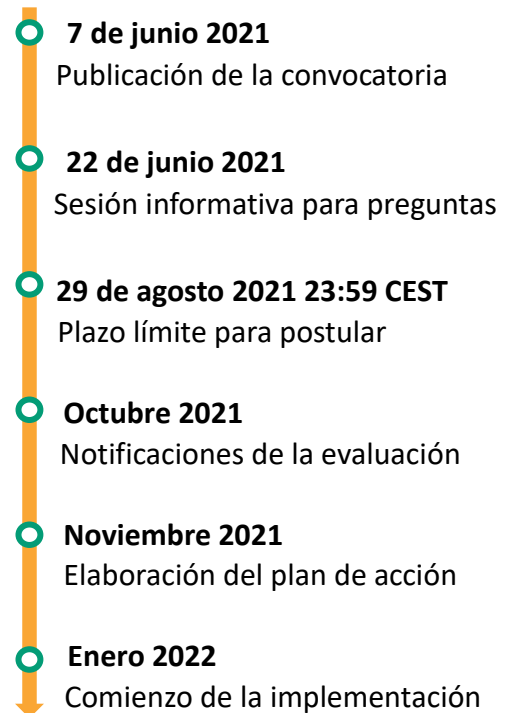 7 de junio 2021
Publicación de la convocatoria
22 de junio 2021
Sesión informativa para preguntas
29 de agosto 2021 23:59 CEST
Plazo límite para postular
Octubre 2021
Notificaciones de la evaluación
Noviembre 2021
Elaboración del plan de acción
Enero 2022
Comienzo de la implementación